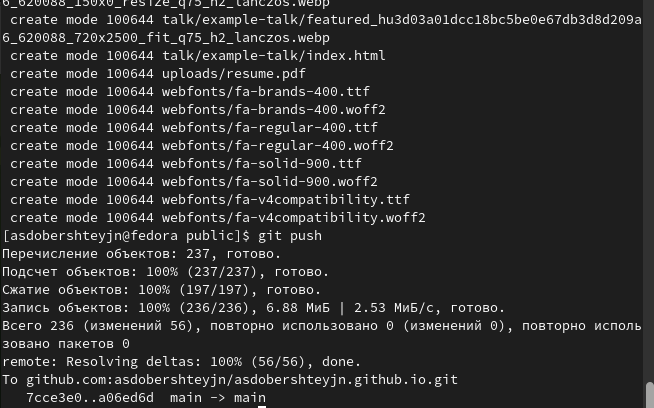 6_620088_150x0_resize_q75_h2_lanczos.webp
create mode 100644 talk/example-talk/featured_hu3d03a01dcc18bc5be0e67db3d8d209a
6_620088_720x2500_fit_q75_h2_lanczos.webp
create mode 100644 talk/example-talk/index.html
create mode 100644 uploads/resume.pdf
create mode 100644 webfonts/fa-brands-400.ttf
create mode 100644 webfonts/fa-brands-400.woff2
create mode 100644 webfonts/fa-regular-400.ttf
create mode 100644 webfonts/fa-regular-400.woff2
create mode 100644 webfonts/fa-solid-900.ttf
create mode 100644 webfonts/fa-solid-900.woff2
create mode 100644 webfonts/fa-v4compatibility.ttf
create mode 100644 webfonts/fa-v4compatibility.woff2
[asdobershteyjn@fedora public]$ git push
Перечисление объектов: 237, готово.
Подсчет объектов: 100% (237/237), готово.
Сжатие объектов: 100% (197/197), готово.
Запись объектов: 100% (236/236), 6.88 МиБ | 2.53 МиБ/с, готово.
Всего 236 (изменений 56), повторно использовано 0 (изменений 0), повторно исполь
зовано пакетов 0
remote: Resolving deltas: 100% (56/56), done.
To github.com:asdobershteyjn/asdobershteyjn.github.io.git
7cce3e0..a06ed6d  main -> main